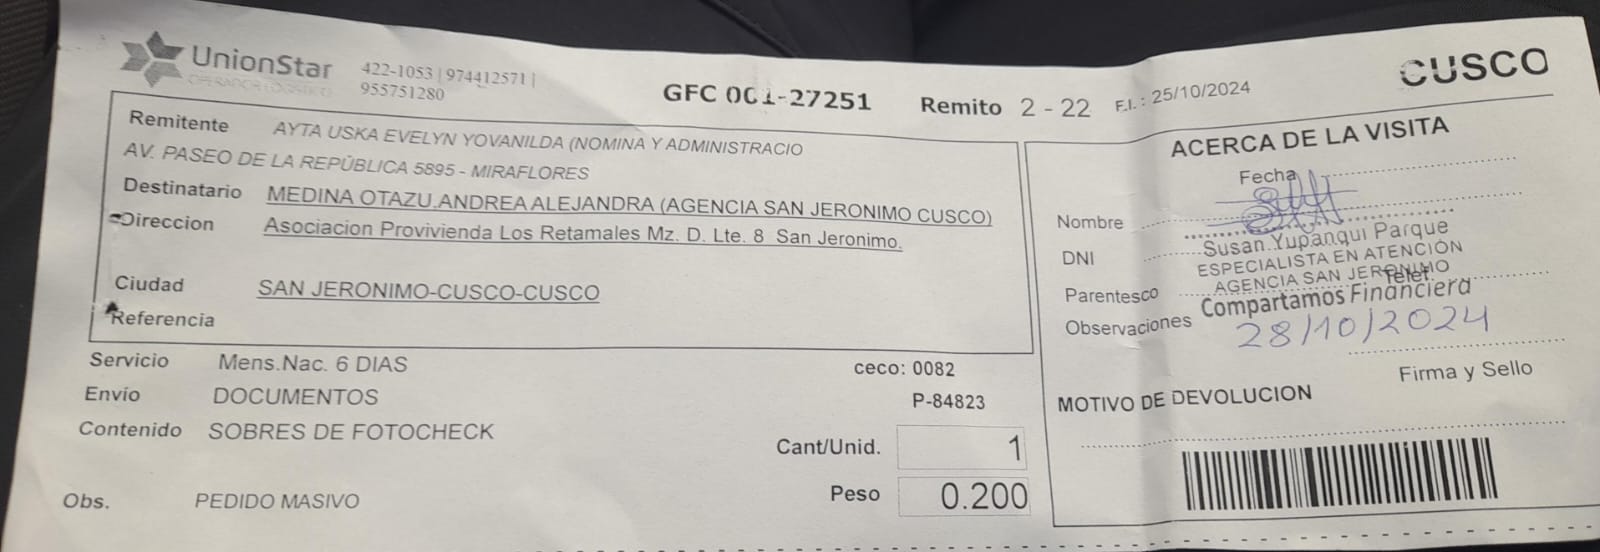 UnionStar
OPERADOR LOGISTICO
422-1053 | 974412571 |
955751280
GFC 001-27251
Remito 2 - 22
F.I. : 25/10/2024
CUSCO
Remitente AYTA USKA EVELYN YOVANILDA (NOMINA Y ADMINISTRACIO
AV. PASEO DE LA REPÚBLICA 5895 - MIRAFLORES
Destinatario MEDINA OTAZU ANDREA ALEJANDRA (AGENCIA SAN JERONIMO CUSCO)
Direccion Asociacion Provivienda Los Retamales Mz. D. Lte. 8 San Jeronimo.
Ciudad SAN JERONIMO-CUSCO-CUSCO
Referencia
Servicio Mens.Nac. 6 DIAS
ceco: 0082
Envío DOCUMENTOS
P-84823
Contenido SOBRES DE FOTOCHECK
Cant/Unid. 1
Peso 0.200
Obs. PEDIDO MASIVO
ACERCA DE LA VISITA
Fecha
Nombre
Susan Yupanqui Parque
DNI
ESPECIALISTA EN ATENCIÓN
AGENCIA SAN JERONIMO
Telef.
Parentesco
Compartamos Financiera
Observaciones
28/10/2024
Firma y Sello
MOTIVO DE DEVOLUCION